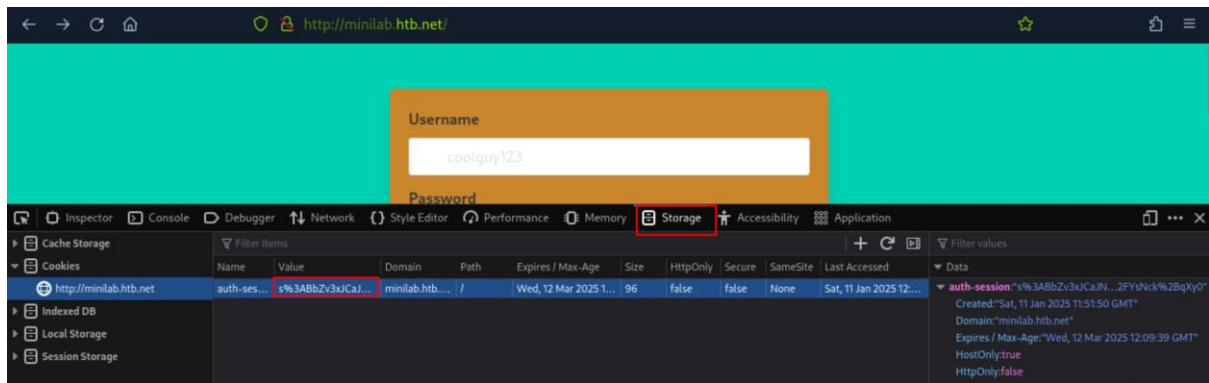 http://minilab.htb.net/
Username
coolguy123
Password
Inspector Console Debugger Network {} Style Editor Performance Memory Storage Accessibility Application
Cache Storage
Cookies
http://minilab.htb.net
Indexed DB
Local Storage
Session Storage
Filter Items
Name Value Domain Path Expires / Max-Age Size HttpOnly Secure SameSite Last Accessed
auth-ses... s%3ABbZv3xJCaJ... minilab.htb.... / Wed, 12 Mar 2025 1... 96 false false None Sat, 11 Jan 2025 12:...
Filter values
Data
auth-session:"s%3ABbZv3xJCaJN...2FYsNck%2BqXy0"
Created:"Sat, 11 Jan 2025 11:51:50 GMT"
Domain:"minilab.htb.net"
Expires / Max-Age:"Wed, 12 Mar 2025 12:09:39 GMT"
HostOnly:true
HttpOnly:false